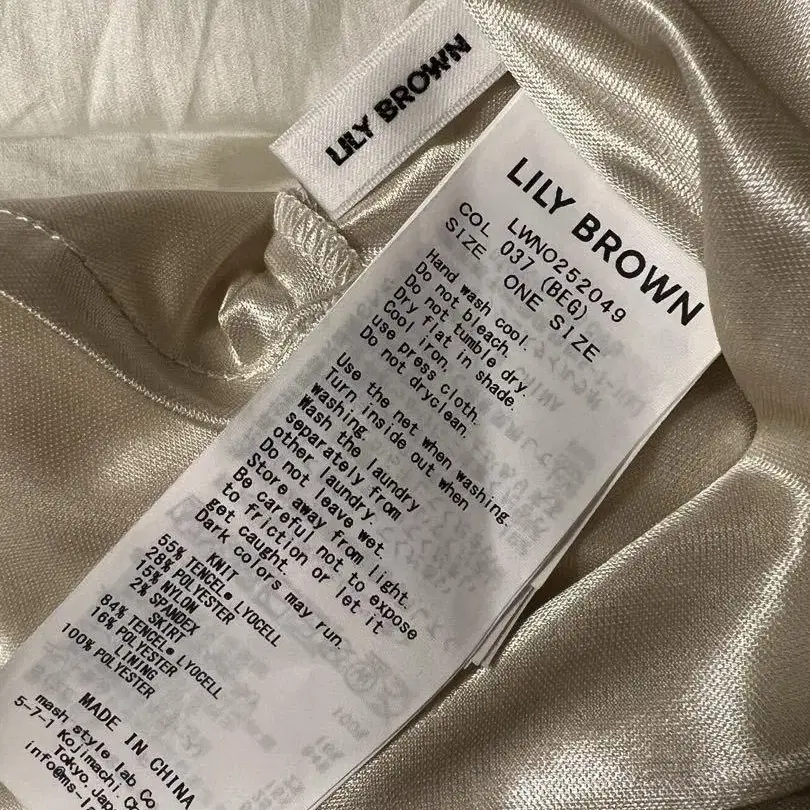 LILY BROWN
LILY BROWN
LWNO252049
COL 037 (BEG)
SIZE ONE SIZE
Hand wash cool.
Do not bleach.
Do not tumble dry.
Dry flat in shade.
Cool iron.
use press cloth.
Do not dryclean.
Use the net when washing.
Turn inside out when
washing.
Wash the laundry
separately from
other laundry.
Do not leave wet.
Store away from light.
Be careful not to expose
to friction or let it
get caught.
Dark colors may run.
KNIT
55% TENCEL® LYOCELL
28% POLYESTER
15% NYLON
2% SPANDEX
SKIRT
84% TENCEL® LYOCELL
16% POLYESTER
LINING
100% POLYESTER
MADE IN CHINA
mash style lab Co
5-7-1 Kojimachi,
Tokyo,
info@ms-